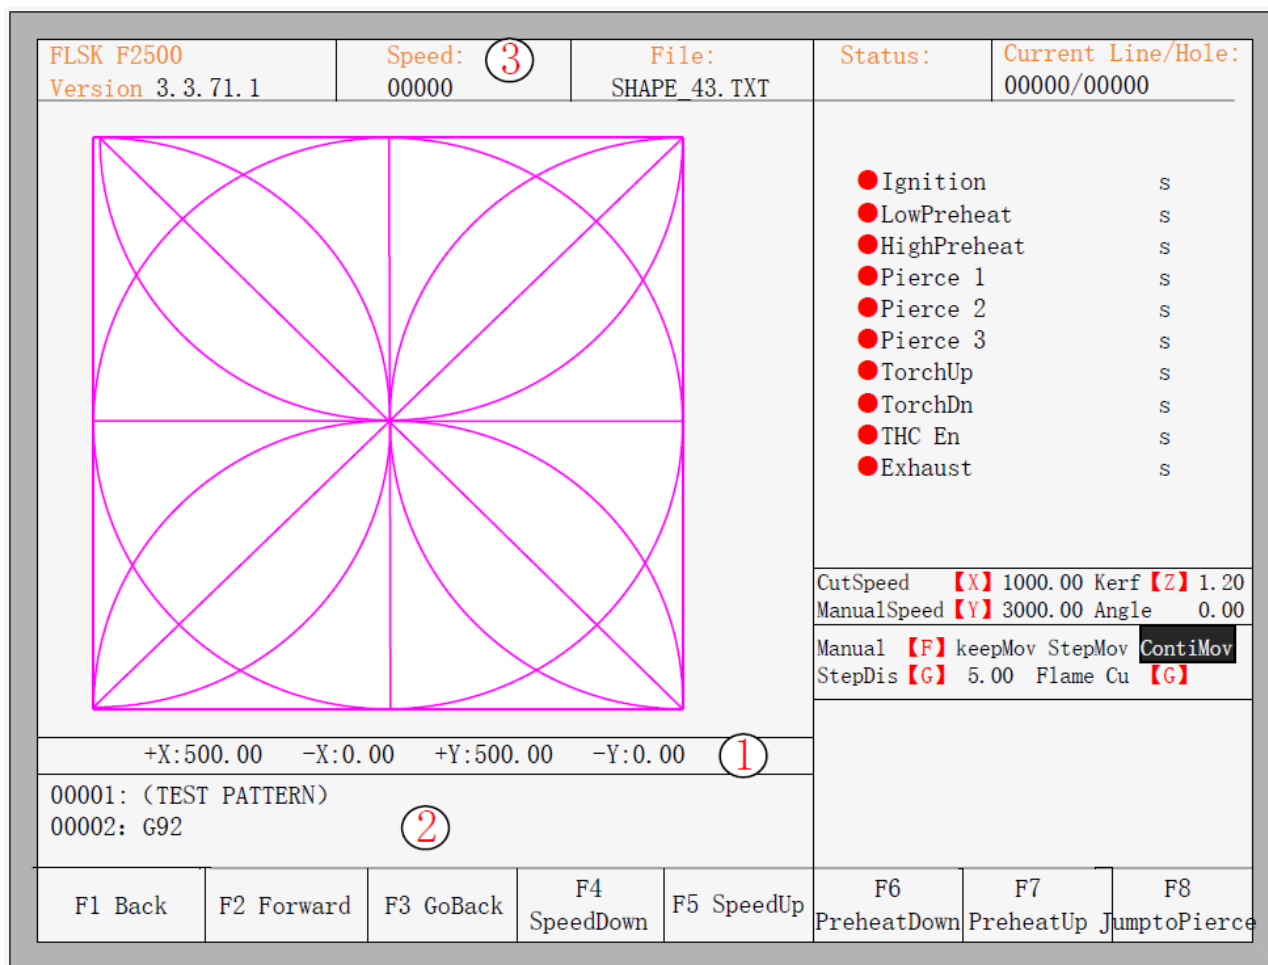 FLSK F2500
Version 3.3.71.1
Speed: ③
00000
File:
SHAPE_43.TXT
Status:
Current Line/Hole:
00000/00000
Ignition s
LowPreheat s
HighPreheat s
Pierce 1 s
Pierce 2 s
Pierce 3 s
TorchUp s
TorchDn s
THC En s
Exhaust s
CutSpeed 【X】 1000.00 Kerf【Z】1.20
ManualSpeed【Y】 3000.00 Angle 0.00
Manual 【F】keepMov StepMov ContiMov
StepDis【G】 5.00 Flame Cu 【G】
+X:500.00 -X:0.00 +Y:500.00 -Y:0.00 ①
00001: (TEST PATTERN)
00002: G92 ②
F1 Back
F2 Forward
F3 GoBack
F4
SpeedDown
F5 SpeedUp
F6
PreheatDown
F7
PreheatUp
F8
JumptoPierce